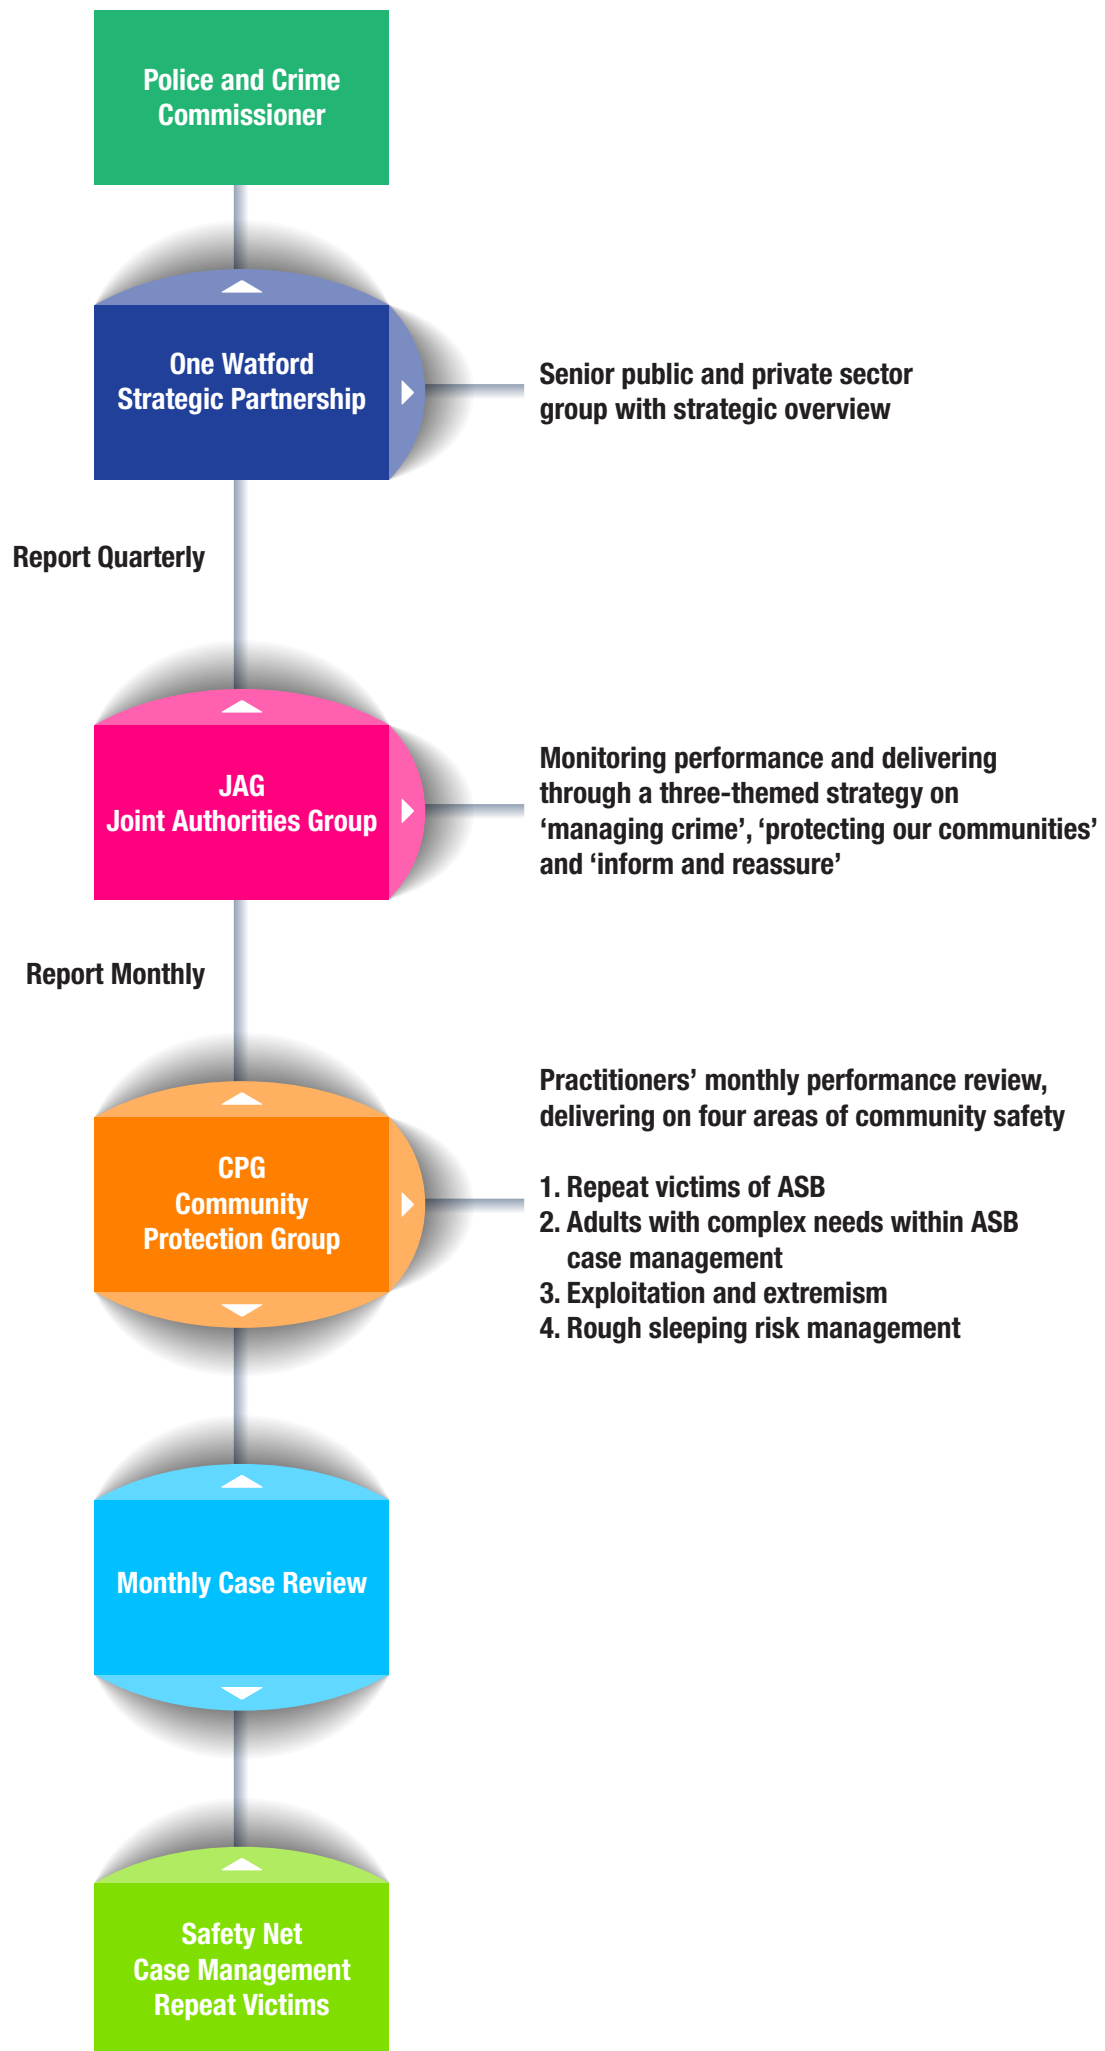 Police and Crime
Commissioner
One Watford
Strategic Partnership
Senior public and private sector
group with strategic overview
Report Quarterly
JAG
Joint Authorities Group
Monitoring performance and delivering
through a three-themed strategy on
‘managing crime’, ‘protecting our communities’
and ‘inform and reassure’
Report Monthly
CPG
Community
Protection Group
Practitioners’ monthly performance review,
delivering on four areas of community safety
1. Repeat victims of ASB
2. Adults with complex needs within ASB
case management
3. Exploitation and extremism
4. Rough sleeping risk management
Monthly Case Review
Safety Net
Case Management
Repeat Victims